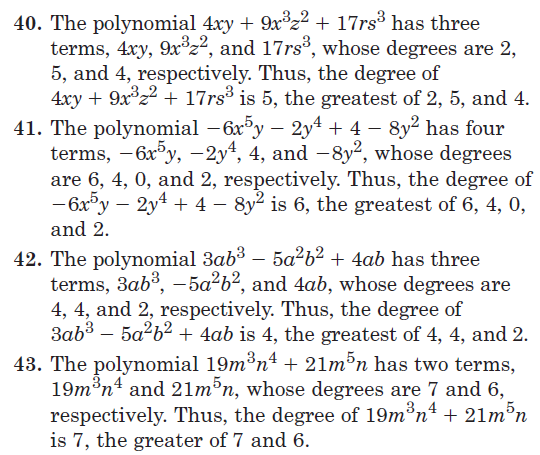 40. The polynomial 4xy + 9x³z² + 17rs³ has three
terms, 4xy, 9x³z², and 17rs³, whose degrees are 2,
5, and 4, respectively. Thus, the degree of
4xy + 9x³z² + 17rs³ is 5, the greatest of 2, 5, and 4.
41. The polynomial −6x⁵y − 2y⁴ + 4 − 8y² has four
terms, −6x⁵y, −2y⁴, 4, and −8y², whose degrees
are 6, 4, 0, and 2, respectively. Thus, the degree of
−6x⁵y − 2y⁴ + 4 − 8y² is 6, the greatest of 6, 4, 0,
and 2.
42. The polynomial 3ab³ − 5a²b² + 4ab has three
terms, 3ab³, −5a²b², and 4ab, whose degrees are
4, 4, and 2, respectively. Thus, the degree of
3ab³ − 5a²b² + 4ab is 4, the greatest of 4, 4, and 2.
43. The polynomial 19m³n⁴ + 21m⁵n has two terms,
19m³n⁴ and 21m⁵n, whose degrees are 7 and 6,
respectively. Thus, the degree of 19m³n⁴ + 21m⁵n
is 7, the greater of 7 and 6.